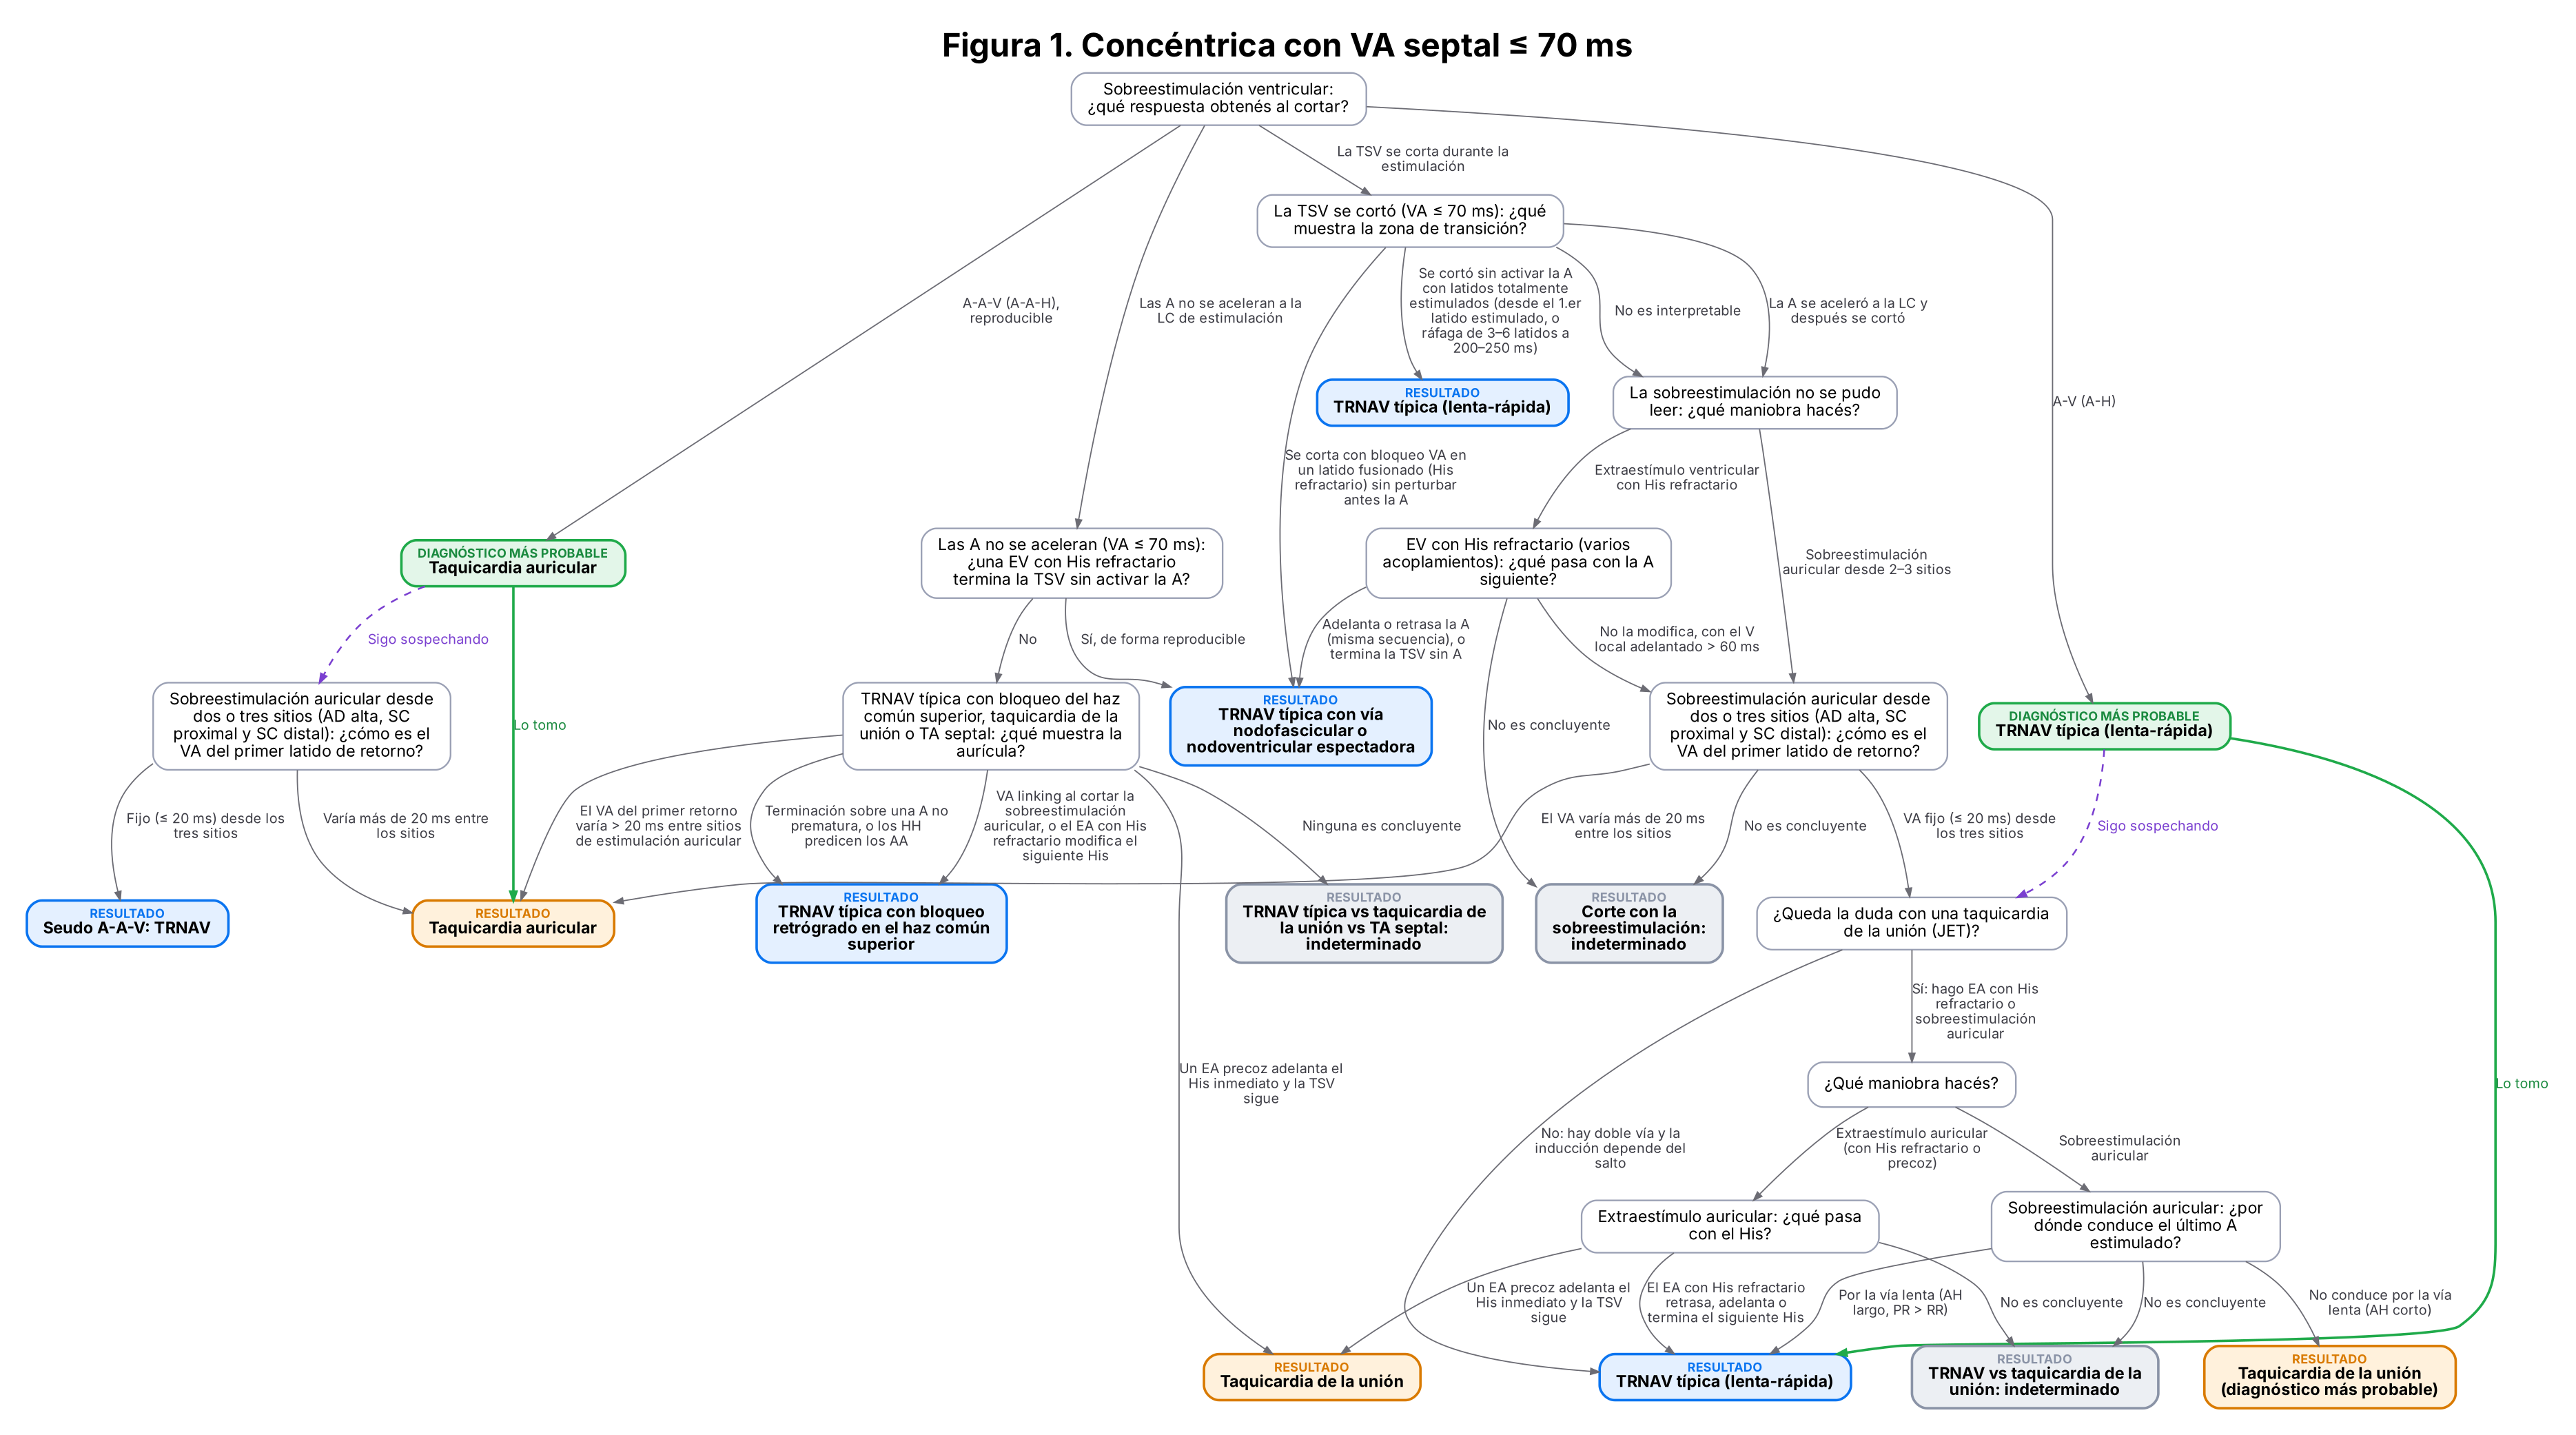 Figura 1. Concéntrica con VA septal ≤ 70 ms
Sobreestimulación ventricular:
¿qué respuesta obtenés al cortar?
La TSV se corta durante la
estimulación
La TSV se cortó (VA ≤ 70 ms): ¿qué
muestra la zona de transición?
A-A-V (A-A-H),
reproducible
Las A no se aceleran a la
LC de estimulación
Se cortó sin activar la A
con latidos totalmente
estimulados (desde el 1.er
latido estimulado, o
ráfaga de 3–6 latidos a
200–250 ms)
No es interpretable
La A se aceleró a la LC y
después se cortó
A-V (A-H)
RESULTADO
TRNAV típica (lenta-rápida)
La sobreestimulación no se pudo
leer: ¿qué maniobra hacés?
Se corta con bloqueo VA en
un latido fusionado (His
refractario) sin perturbar
antes la A
Extraestímulo ventricular
con His refractario
Sobreestimulación
auricular desde 2–3 sitios
DIAGNÓSTICO MÁS PROBABLE
Taquicardia auricular
Las A no se aceleran (VA ≤ 70 ms):
¿una EV con His refractario
termina la TSV sin activar la A?
EV con His refractario (varios
acoplamientos): ¿qué pasa con la A
siguiente?
Sigo sospechando
No
Sí, de forma reproducible
Adelanta o retrasa la A
(misma secuencia), o
termina la TSV sin A
No la modifica, con el V
local adelantado > 60 ms
Sobreestimulación auricular desde
dos o tres sitios (AD alta, SC
proximal y SC distal): ¿cómo es el
VA del primer latido de retorno?
Lo tomo
TRNAV típica con bloqueo del haz
común superior, taquicardia de la
unión o TA septal: ¿qué muestra la
aurícula?
RESULTADO
TRNAV típica con vía
nodofascicular o
nodoventricular espectadora
No es concluyente
Sobreestimulación auricular desde
dos o tres sitios (AD alta, SC
proximal y SC distal): ¿cómo es el
VA del primer latido de retorno?
DIAGNÓSTICO MÁS PROBABLE
TRNAV típica (lenta-rápida)
Fijo (≤ 20 ms) desde los
tres sitios
Varía más de 20 ms entre
los sitios
El VA del primer retorno
varía > 20 ms entre sitios
de estimulación auricular
Terminación sobre una A no
prematura, o los HH
predicen los AA
VA linking al cortar la
sobreestimulación
auricular, o el EA con His
refractario modifica el
siguiente His
Ninguna es concluyente
El VA varía más de 20 ms
entre los sitios
No es concluyente
VA fijo (≤ 20 ms) desde
los tres sitios
Sigo sospechando
RESULTADO
Seudo A-A-V: TRNAV
RESULTADO
Taquicardia auricular
RESULTADO
TRNAV típica con bloqueo
retrógrado en el haz común
superior
RESULTADO
TRNAV típica vs taquicardia de
la unión vs TA septal:
indeterminado
RESULTADO
Corte con la
sobreestimulación:
indeterminado
¿Queda la duda con una taquicardia
de la unión (JET)?
Sí: hago EA con His
refractario o
sobreestimulación
auricular
Un EA precoz adelanta el
His inmediato y la TSV
sigue
¿Qué maniobra hacés?
Lo tomo
No: hay doble vía y la
inducción depende del
salto
Extraestímulo auricular
(con His refractario o
precoz)
Sobreestimulación
auricular
Extraestímulo auricular: ¿qué pasa
con el His?
Sobreestimulación auricular: ¿por
dónde conduce el último A
estimulado?
Un EA precoz adelanta el
His inmediato y la TSV
sigue
El EA con His refractario
retrasa, adelanta o
termina el siguiente His
Por la vía lenta (AH
largo, PR > RR)
No es concluyente
No es concluyente
No conduce por la vía
lenta (AH corto)
RESULTADO
Taquicardia de la unión
RESULTADO
TRNAV típica (lenta-rápida)
RESULTADO
TRNAV vs taquicardia de la
unión: indeterminado
RESULTADO
Taquicardia de la unión
(diagnóstico más probable)